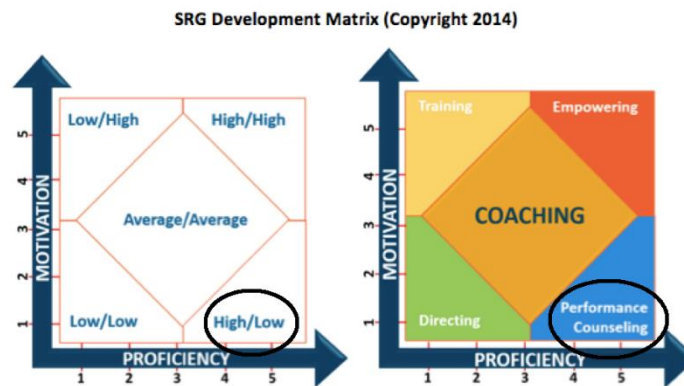 SRG Development Matrix (Copyright 2014)
MOTIVATION
5
4
3
2
1
Low/High
High/High
Average/Average
Low/Low
High/Low
PROFICIENCY
1 2 3 4 5
MOTIVATION
5
4
3
2
1
Training
Empowering
COACHING
Directing
Performance
Counseling
PROFICIENCY
1 2 3 4 5